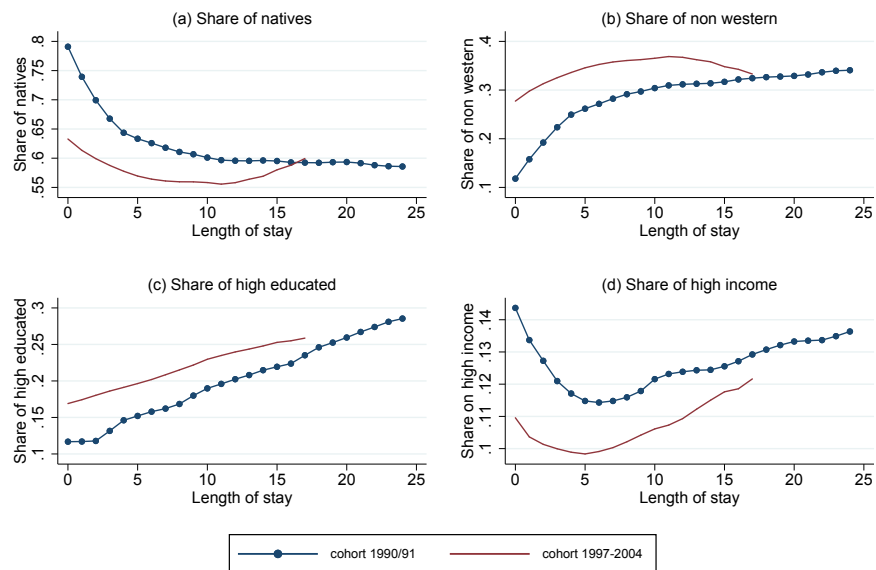 (a) Share of natives
Share of natives
.55 .6 .65 .7 .75 .8
0 5 10 15 20 25
Length of stay
(b) Share of non western
Share of non western
.1 .2 .3 .4
0 5 10 15 20 25
Length of stay
(c) Share of high educated
Share of high educated
.1 .15 .2 .25 .3
0 5 10 15 20 25
Length of stay
(d) Share of high income
Share on high income
.1 .11 .12 .13 .14
0 5 10 15 20 25
Length of stay
cohort 1990/91 cohort 1997-2004